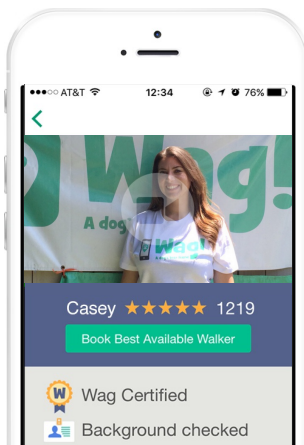 AT&T 12:34 76%
Wag!
A dog
Wag!
Casey 1219
Book Best Available Walker
W Wag Certified
Background checked